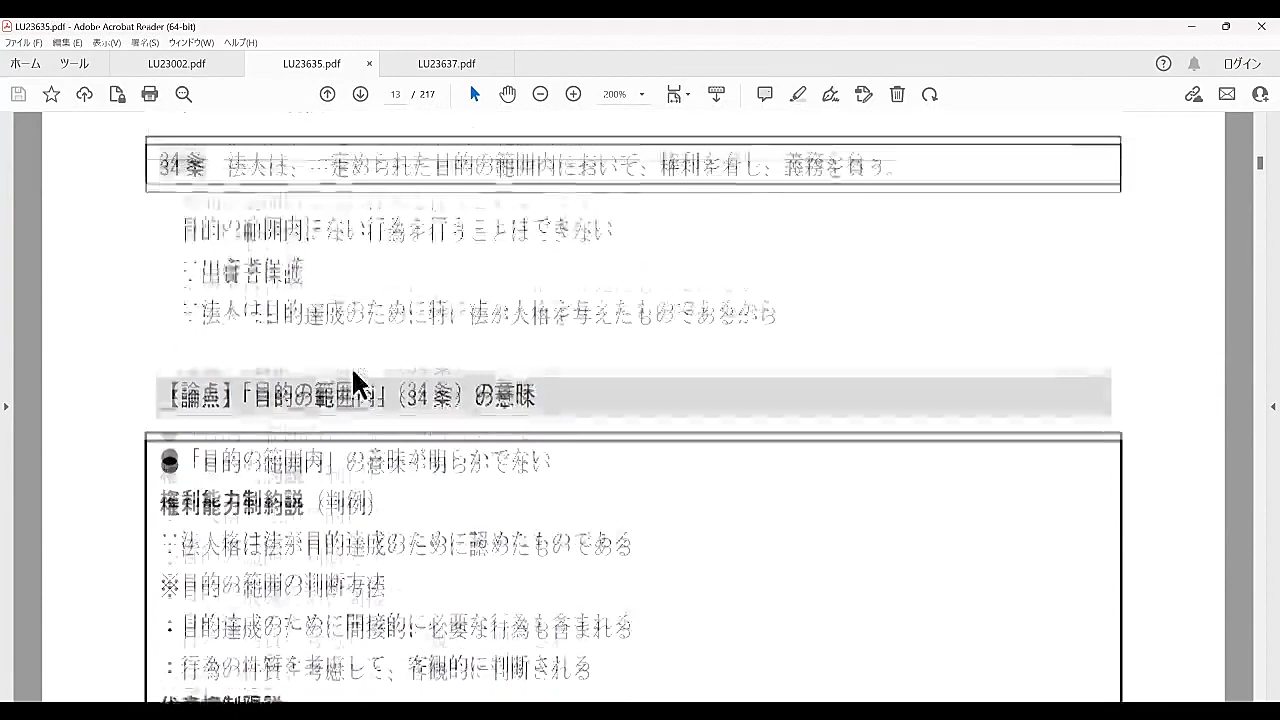 LU23635.pdf - Adobe Acrobat Reader (64-bit)
ファイル(F) 編集(E) 表示(V) 署名(S) ウィンドウ(W) ヘルプ(H)
ホーム ツール LU23002.pdf LU23635.pdf × LU23637.pdf ログイン
13 / 217 200%
34条 法人は、…定められた目的の範囲内において、権利を有し、義務を負う。
目的の範囲内にない行為を行うことはできない
∵出資者保護
∵法人は目的達成のために特に法が人格を与えたものであるから
【論点】「目的の範囲内」（34条）の意味
●「目的の範囲内」の意味が明らかでない
権利能力制約説（判例）
∵法人格は法が目的達成のために認めたものである
※目的の範囲の判断方法
：目的達成のために間接的に必要な行為も含まれる
：行為の性質を考慮して、客観的に判断される